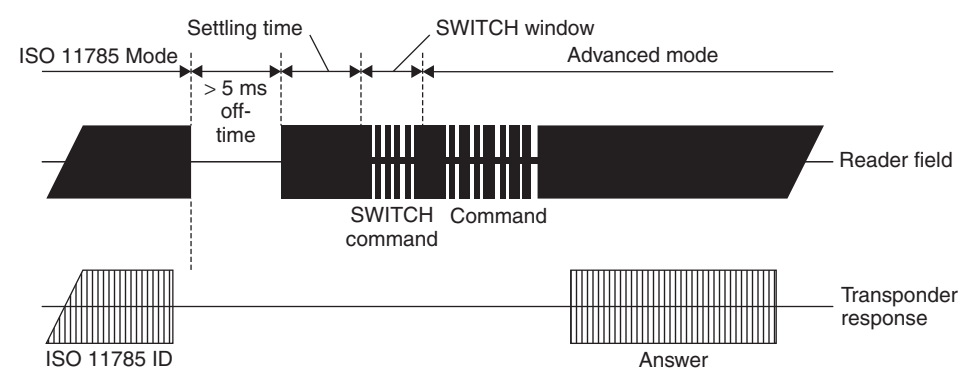 Settling time
SWITCH window
ISO 11785 Mode
Advanced mode
> 5 ms
off-
time
Reader field
SWITCH
command
Command
Transponder
response
ISO 11785 ID
Answer